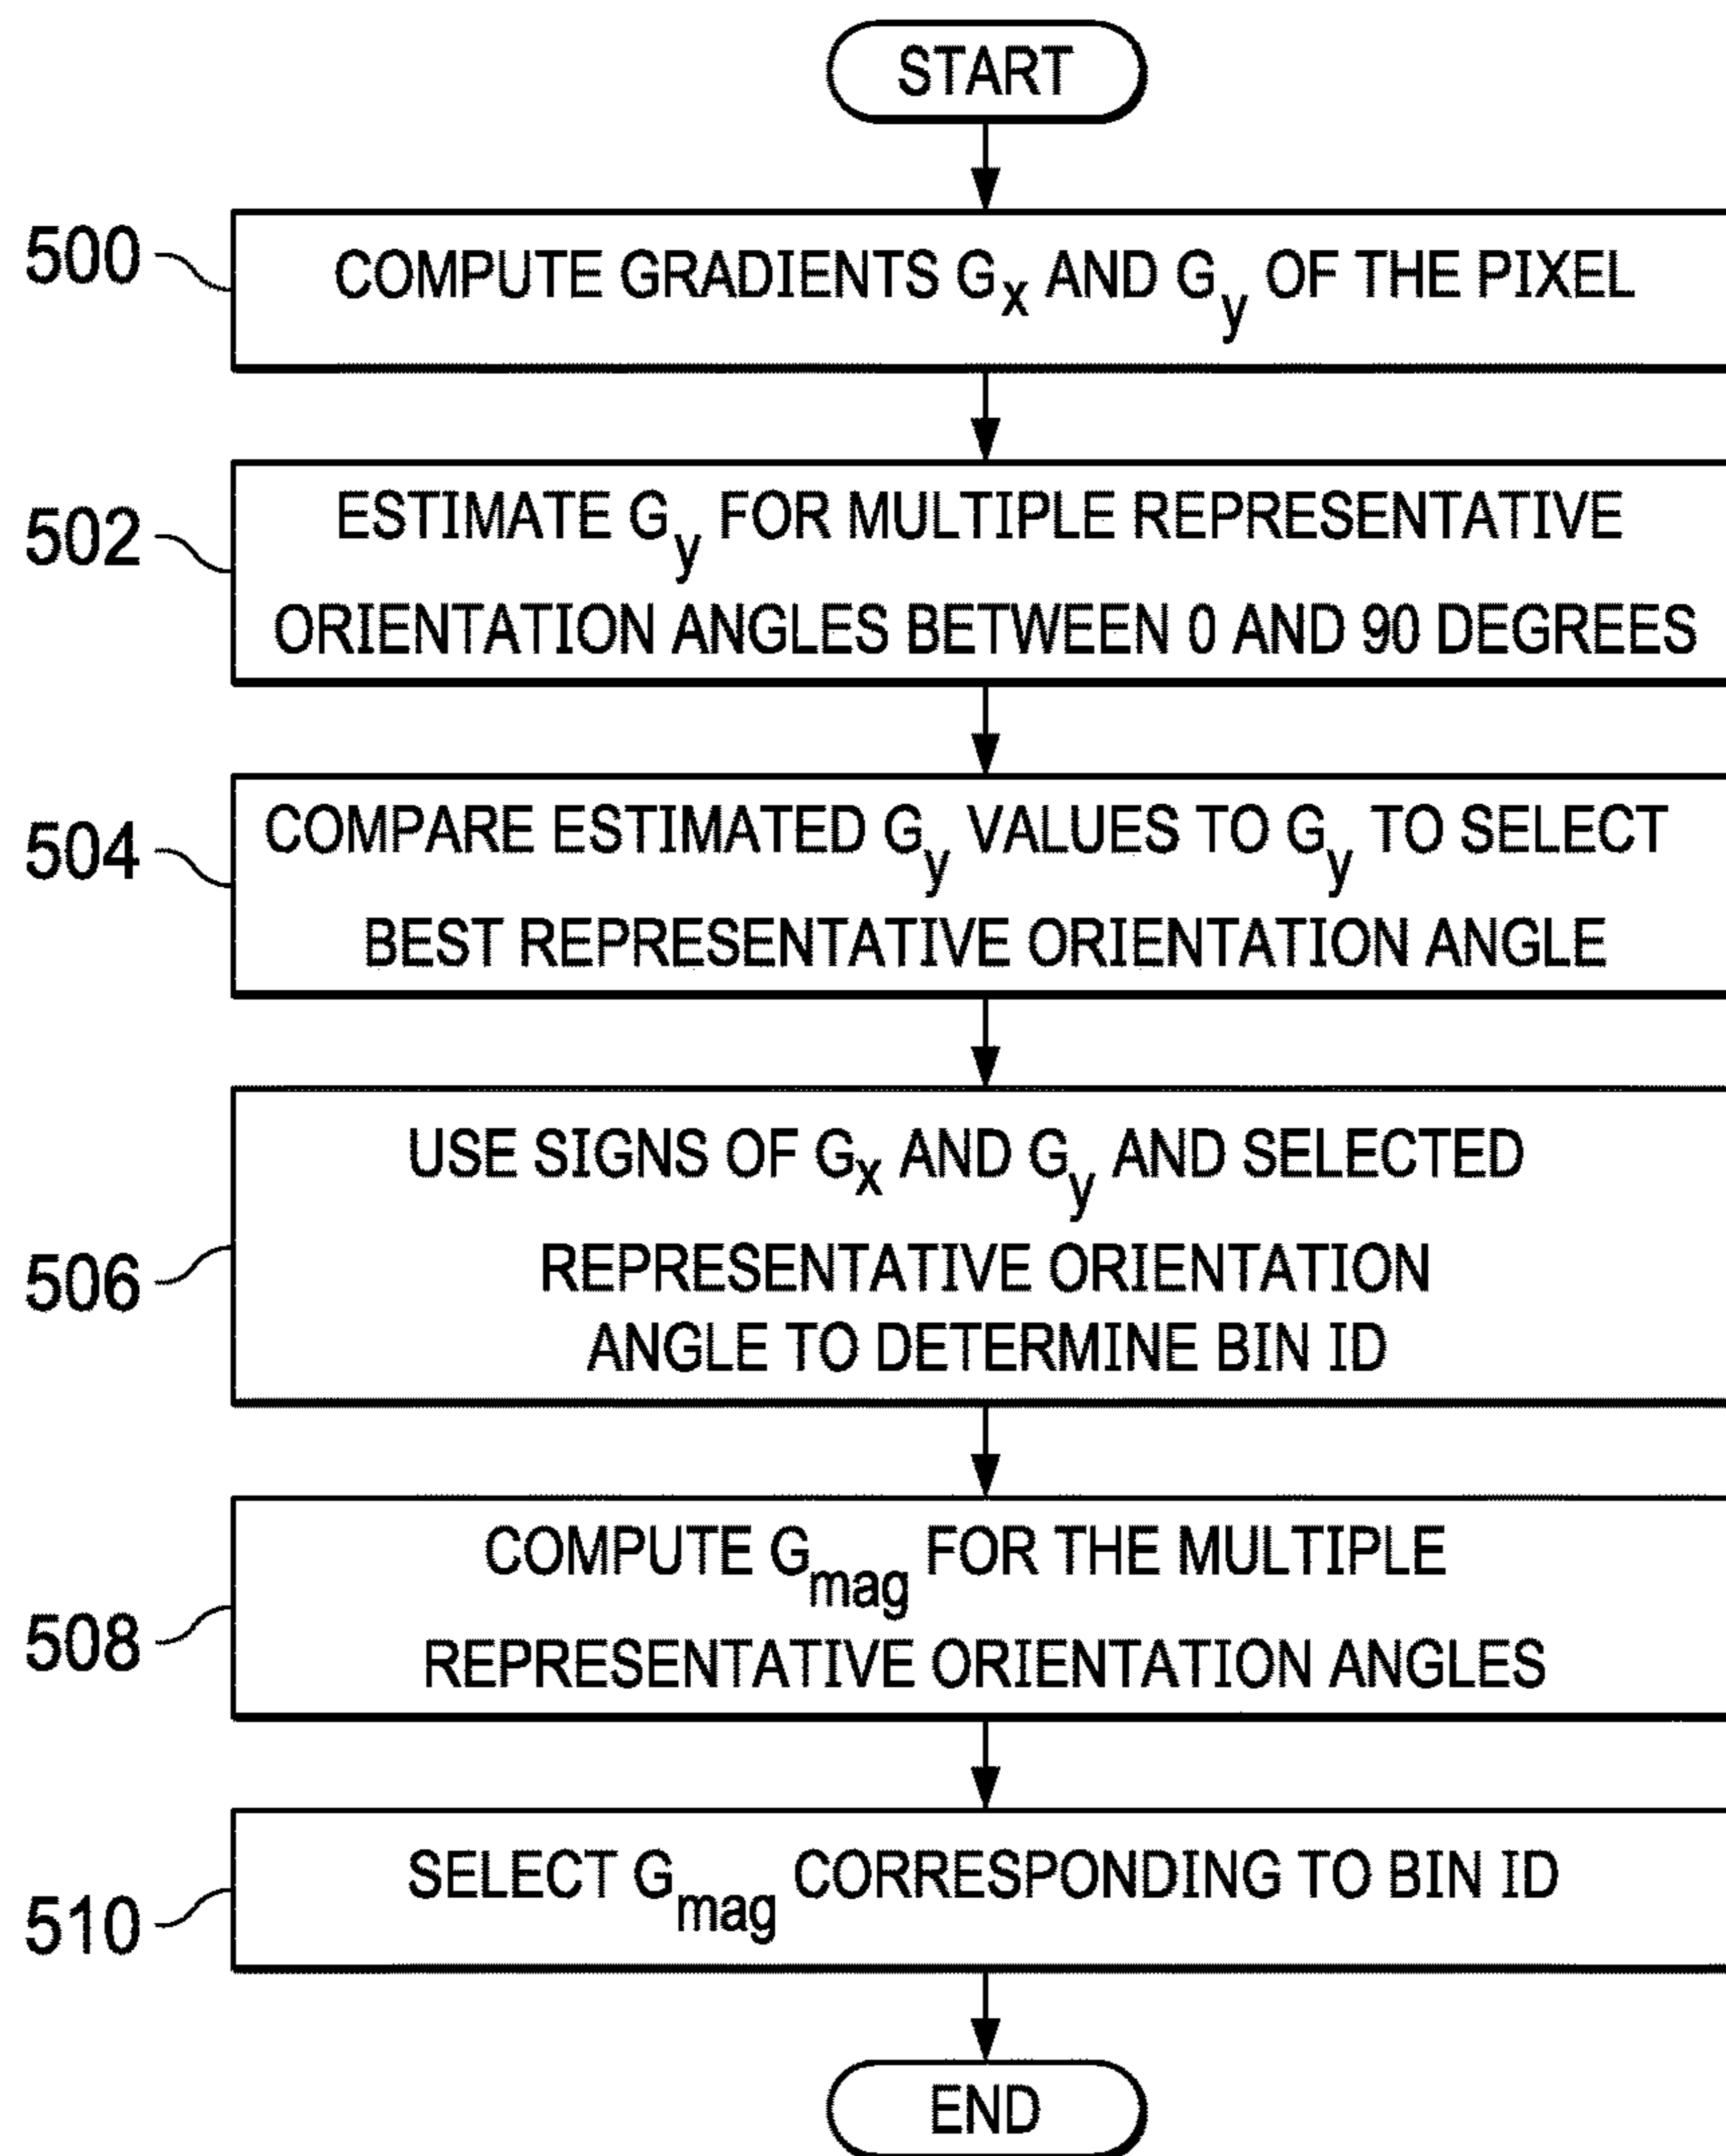 START
500
COMPUTE GRADIENTS Gx AND Gy OF THE PIXEL
502
ESTIMATE Gy FOR MULTIPLE REPRESENTATIVE
ORIENTATION ANGLES BETWEEN 0 AND 90 DEGREES
504
COMPARE ESTIMATED Gy VALUES TO Gy TO SELECT
BEST REPRESENTATIVE ORIENTATION ANGLE
506
USE SIGNS OF Gx AND Gy AND SELECTED
REPRESENTATIVE ORIENTATION
ANGLE TO DETERMINE BIN ID
508
COMPUTE Gmag FOR THE MULTIPLE
REPRESENTATIVE ORIENTATION ANGLES
510
SELECT Gmag CORRESPONDING TO BIN ID
END